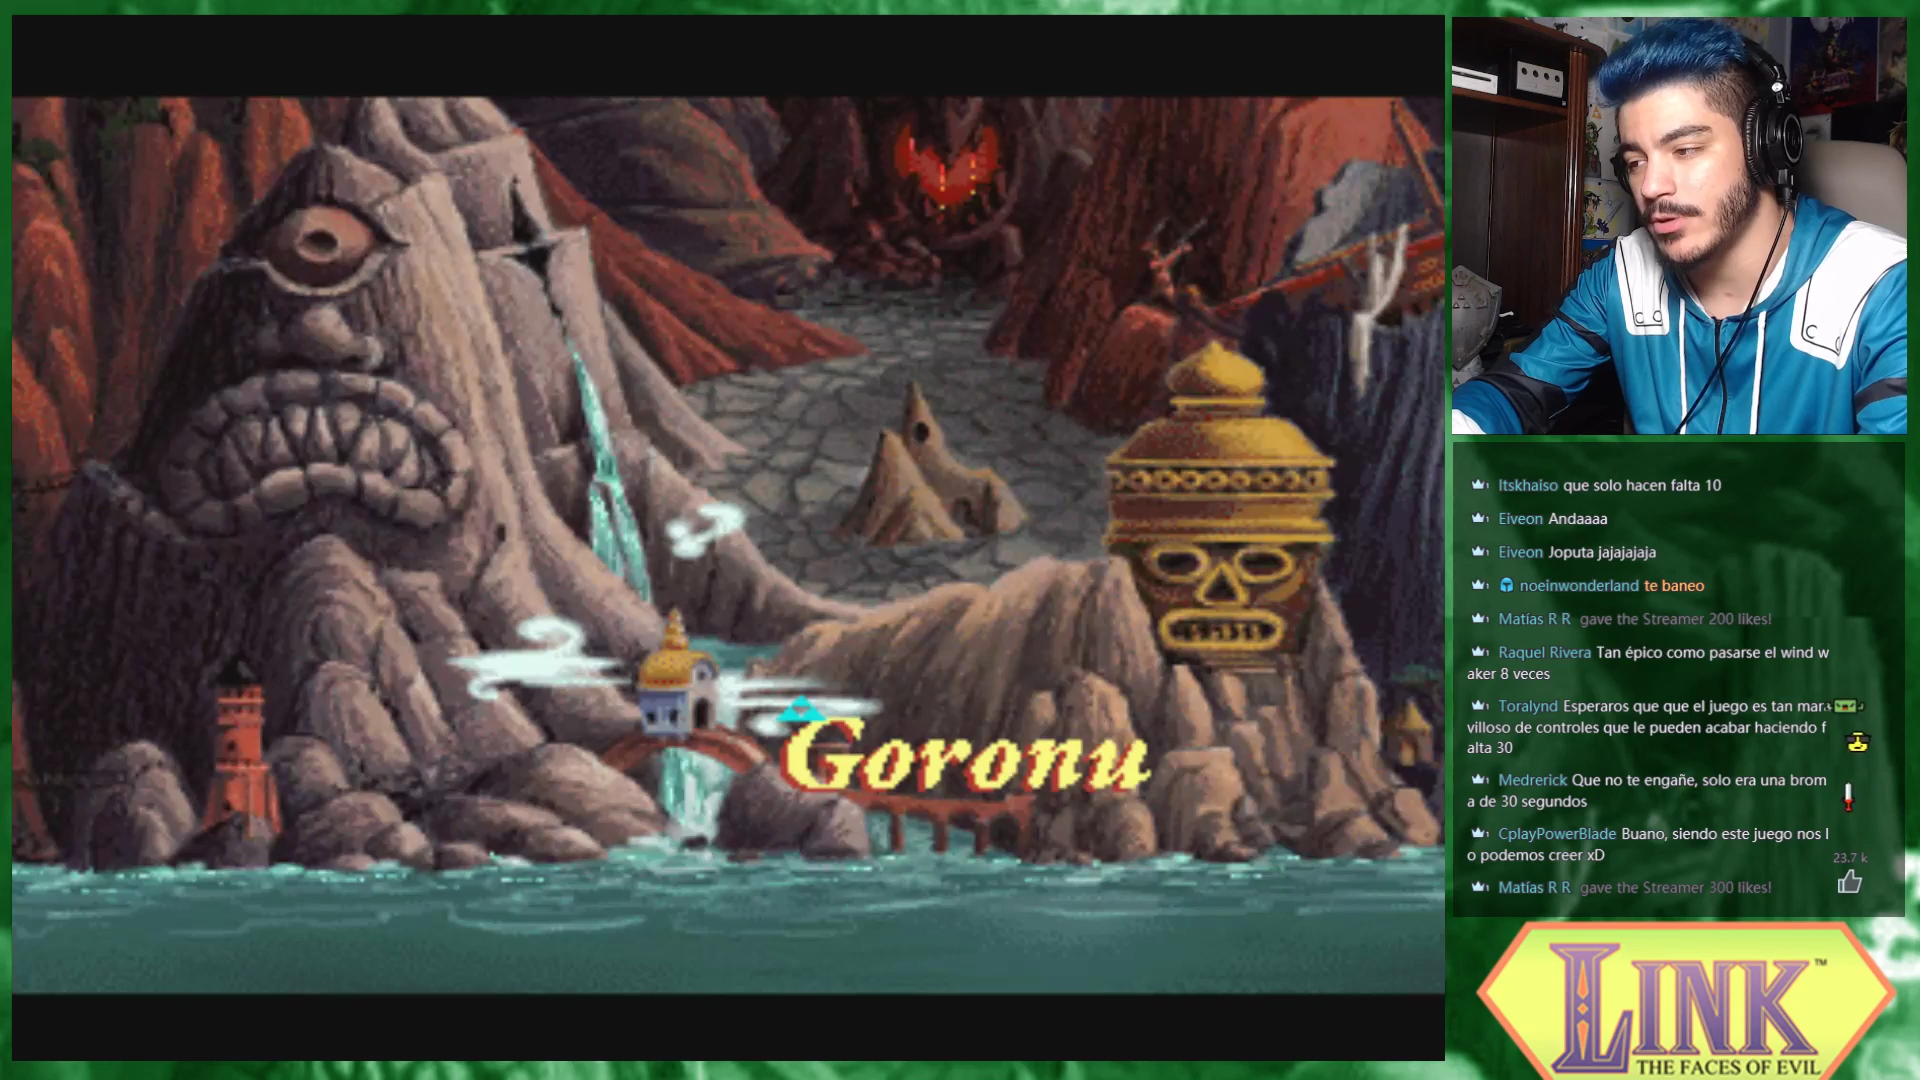 Goronu
Itskhaiso que solo hacen falta 10
Eiveon Andaaaa
Eiveon Joputa jajajajaja
noeinwonderland te baneo
Matías R R gave the Streamer 200 likes!
Raquel Rivera Tan épico como pasarse el wind w
aker 8 veces
Toralynd Esperaros que que el juego es tan mara
villoso de controles que le pueden acabar haciendo f
alta 30
Medrerick Que no te engañe, solo era una brom
a de 30 segundos
CplayPowerBlade Buano, siendo este juego nos l
o podemos creer xD
23.7 k
Matías R R gave the Streamer 300 likes!
LINK™
THE FACES OF EVIL